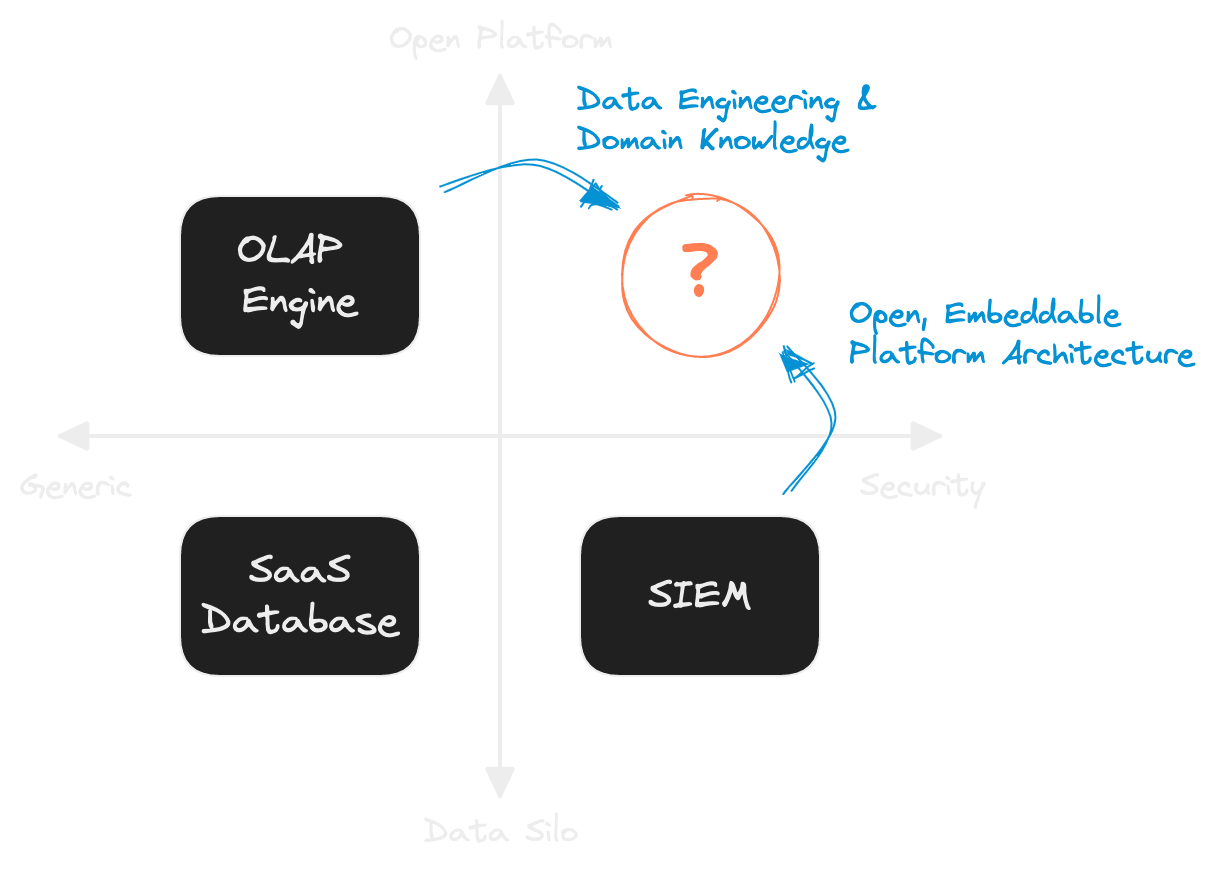 Open Platform
Data Engineering &
Domain Knowledge
OLAP
Engine
?
Open, Embeddable
Platform Architecture
Generic
Security
SaaS
Database
SIEM
Data Silo